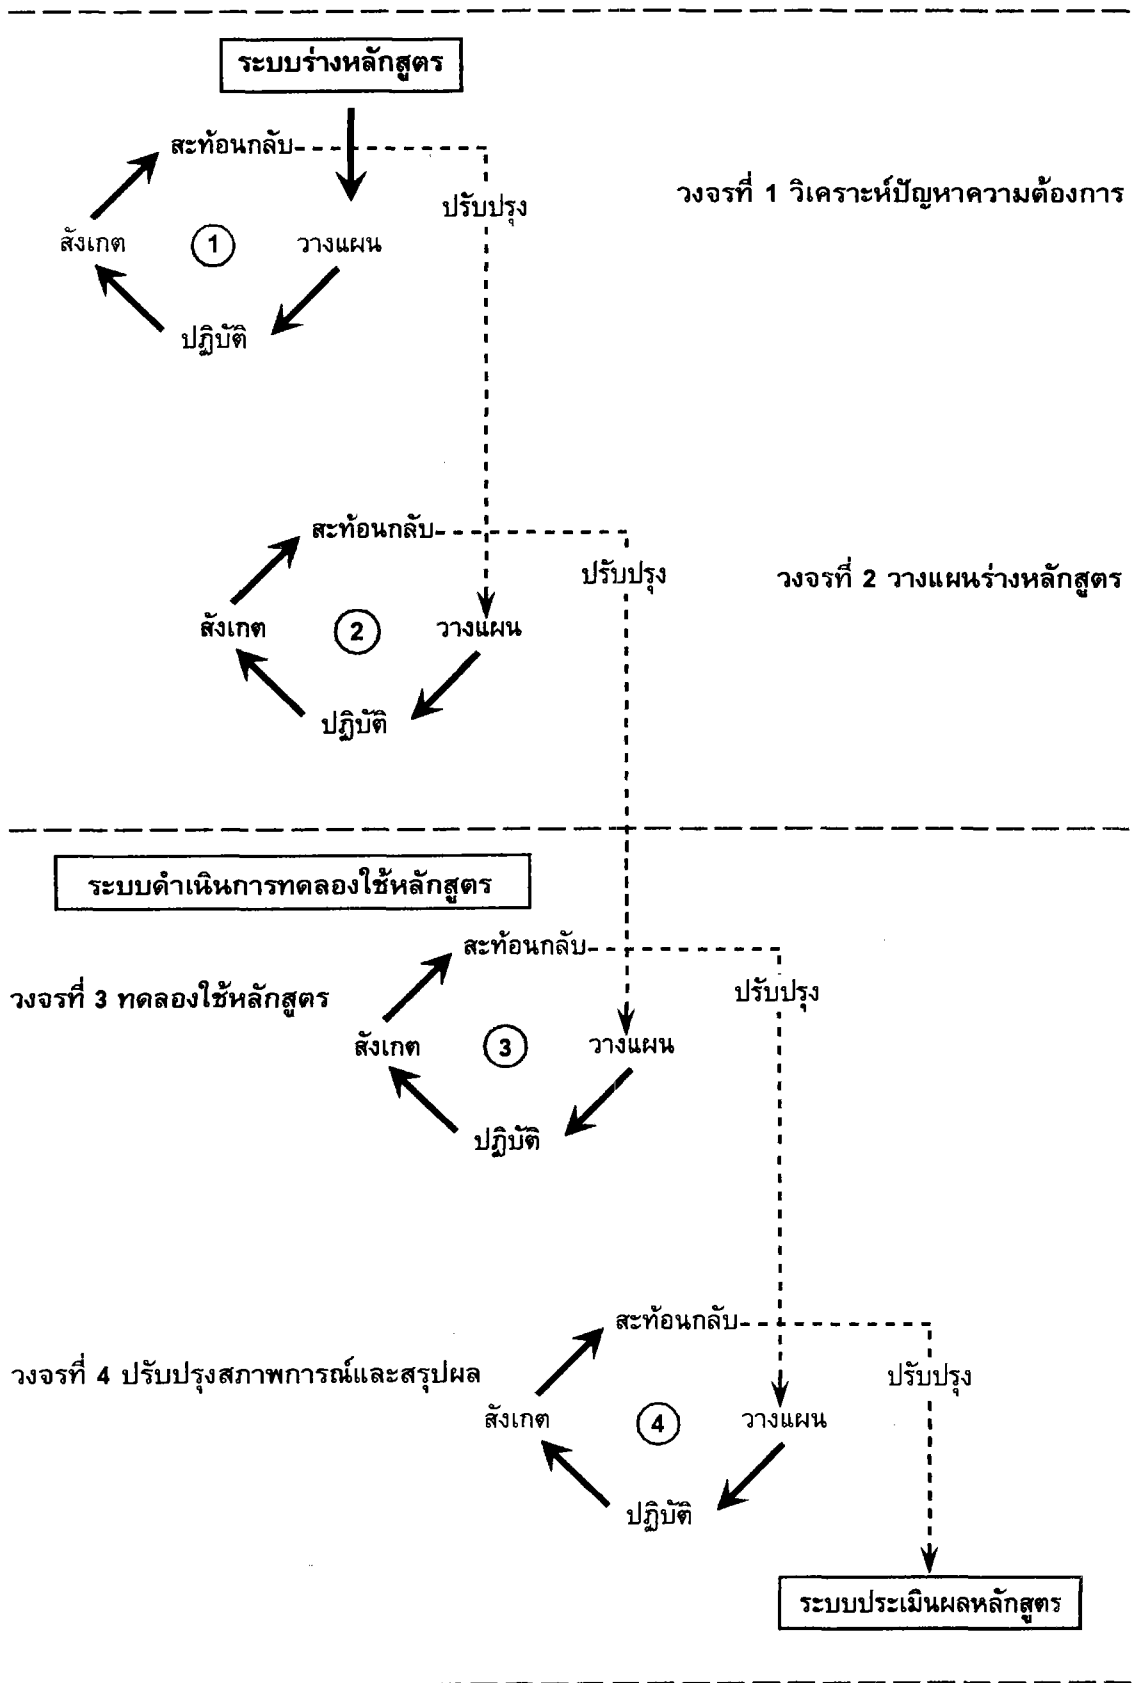 ระบบร่างหลักสูตร
สะท้อนกลับ
วงจรที่ 1 วิเคราะห์ปัญหาความต้องการ
ปรับปรุง
สังเกต
1
วางแผน
ปฏิบัติ
สะท้อนกลับ
ปรับปรุง
วงจรที่ 2 วางแผนร่างหลักสูตร
สังเกต
2
วางแผน
ปฏิบัติ
ระบบดำเนินการทดลองใช้หลักสูตร
สะท้อนกลับ
วงจรที่ 3 ทดลองใช้หลักสูตร
ปรับปรุง
สังเกต
3
วางแผน
ปฏิบัติ
สะท้อนกลับ
วงจรที่ 4 ปรับปรุงสภาพการณ์และสรุปผล
ปรับปรุง
สังเกต
4
วางแผน
ปฏิบัติ
ระบบประเมินผลหลักสูตร